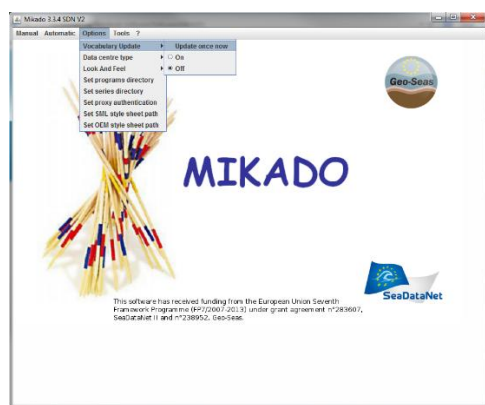 Mikado 3.3.4 SDN V2
Manual Automatic Options Tools ?
Vocabulary Update
Update once now
Data centre type
On
Look And Feel
Off
Set programs directory
Set series directory
Set proxy authentication
Set SML style sheet path
Set OEM style sheet path
Geo-Seas
MIKADO
SeaDataNet
This software has received funding from the European Union Seventh
Framework Programme (FP7/2007-2013) under grant agreement n°283607,
SeaDataNet II and n°238952, Geo-Seas.